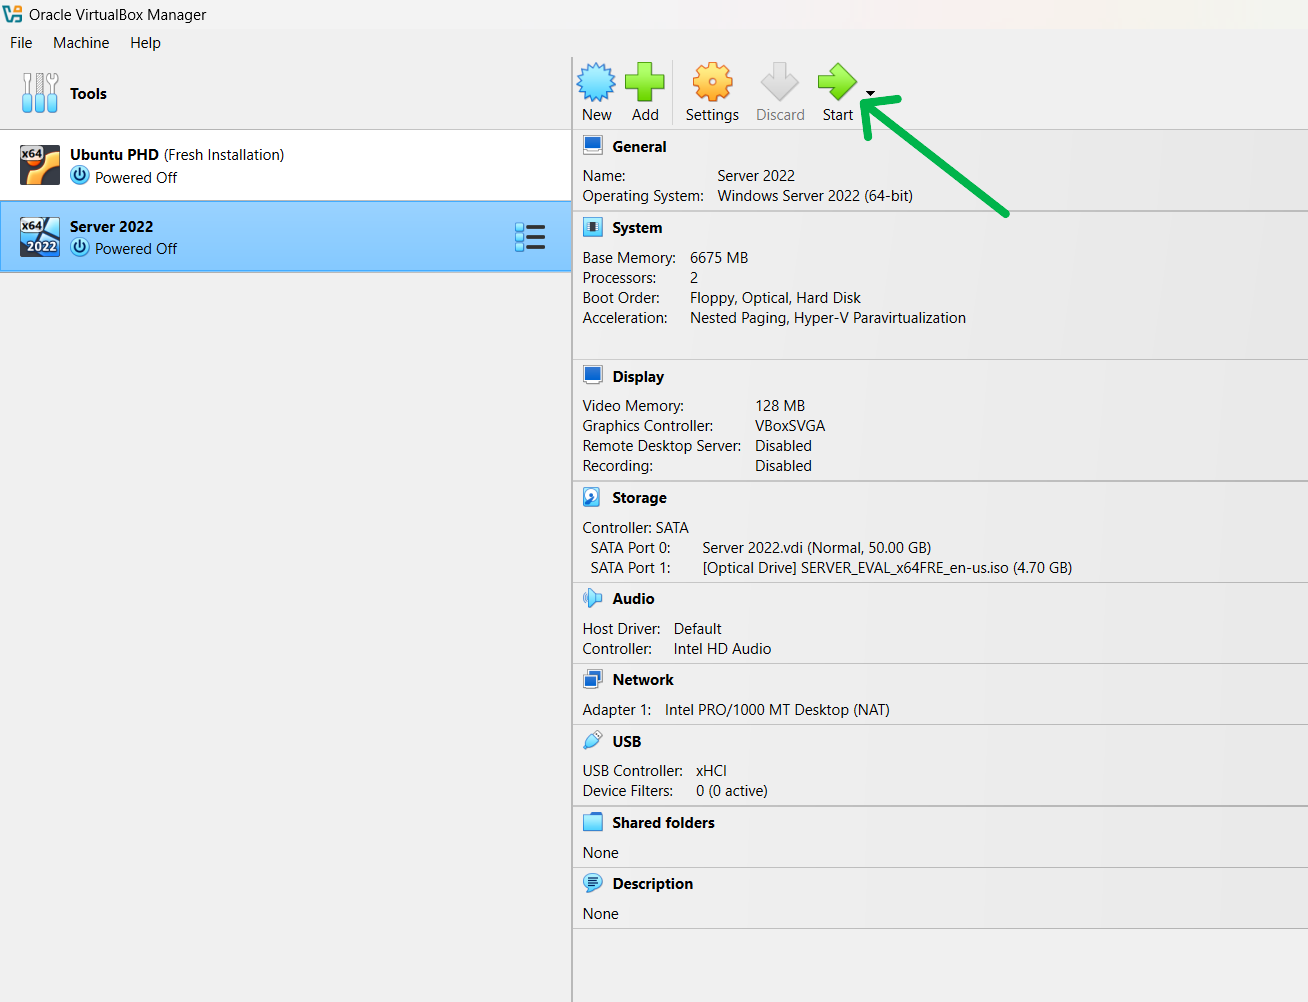 Oracle VirtualBox Manager
File Machine Help
Tools
x64 Ubuntu PHD (Fresh Installation)
Powered Off
x64 2022 Server 2022
Powered Off
New Add Settings Discard Start
General
Name: Server 2022
Operating System: Windows Server 2022 (64-bit)
System
Base Memory: 6675 MB
Processors: 2
Boot Order: Floppy, Optical, Hard Disk
Acceleration: Nested Paging, Hyper-V Paravirtualization
Display
Video Memory: 128 MB
Graphics Controller: VBoxSVGA
Remote Desktop Server: Disabled
Recording: Disabled
Storage
Controller: SATA
SATA Port 0: Server 2022.vdi (Normal, 50.00 GB)
SATA Port 1: [Optical Drive] SERVER_EVAL_x64FRE_en-us.iso (4.70 GB)
Audio
Host Driver: Default
Controller: Intel HD Audio
Network
Adapter 1: Intel PRO/1000 MT Desktop (NAT)
USB
USB Controller: xHCI
Device Filters: 0 (0 active)
Shared folders
None
Description
None